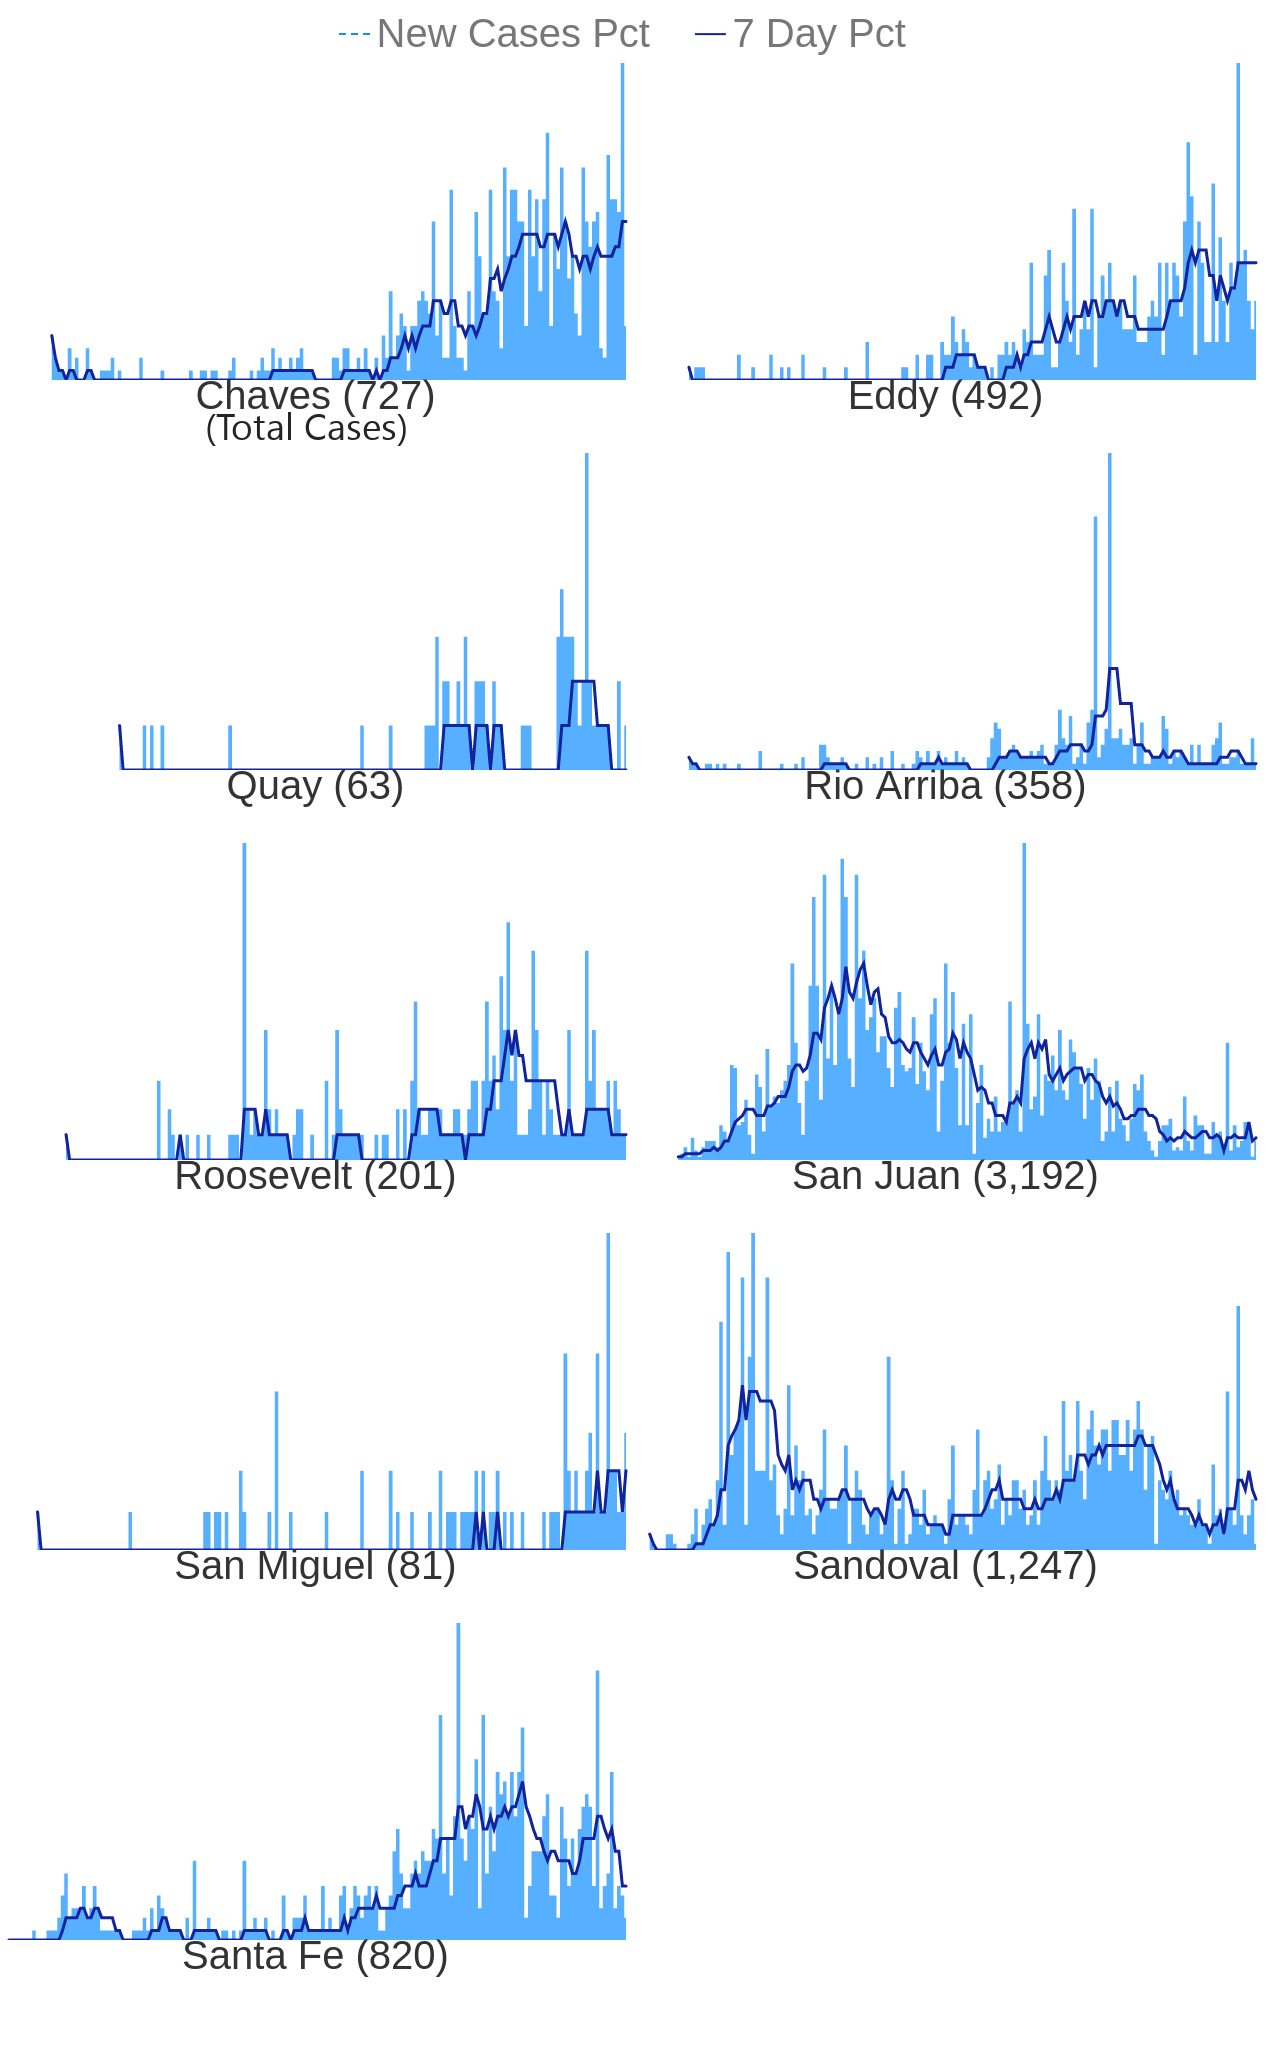 New Cases Pct 7 Day Pct
Chaves (727) Eddy (492)
(Total Cases)
Quay (63) Rio Arriba (358)
Roosevelt (201) San Juan (3,192)
San Miguel (81) Sandoval (1,247)
Santa Fe (820)